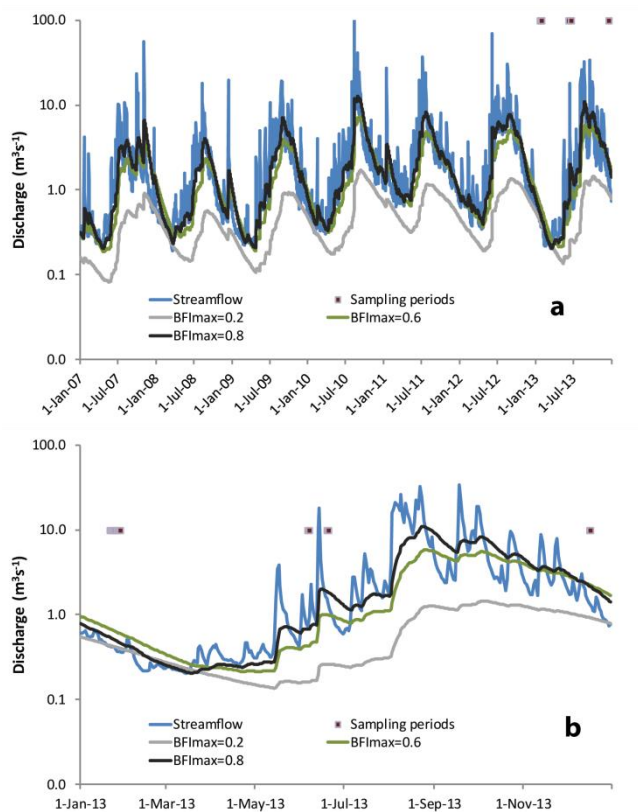 100.0
10.0
1.0
0.1
0.0
Discharge (m³s⁻¹)
Streamflow
Sampling periods
BFImax=0.2
BFImax=0.6
BFImax=0.8
a
1-Jan-07
1-Jul-07
1-Jan-08
1-Jul-08
1-Jan-09
1-Jul-09
1-Jan-10
1-Jul-10
1-Jan-11
1-Jul-11
1-Jan-12
1-Jul-12
1-Jan-13
1-Jul-13
100.0
10.0
1.0
0.1
0.0
Discharge (m³s⁻¹)
Streamflow
Sampling periods
BFImax=0.2
BFImax=0.6
BFImax=0.8
b
1-Jan-13
1-Mar-13
1-May-13
1-Jul-13
1-Sep-13
1-Nov-13